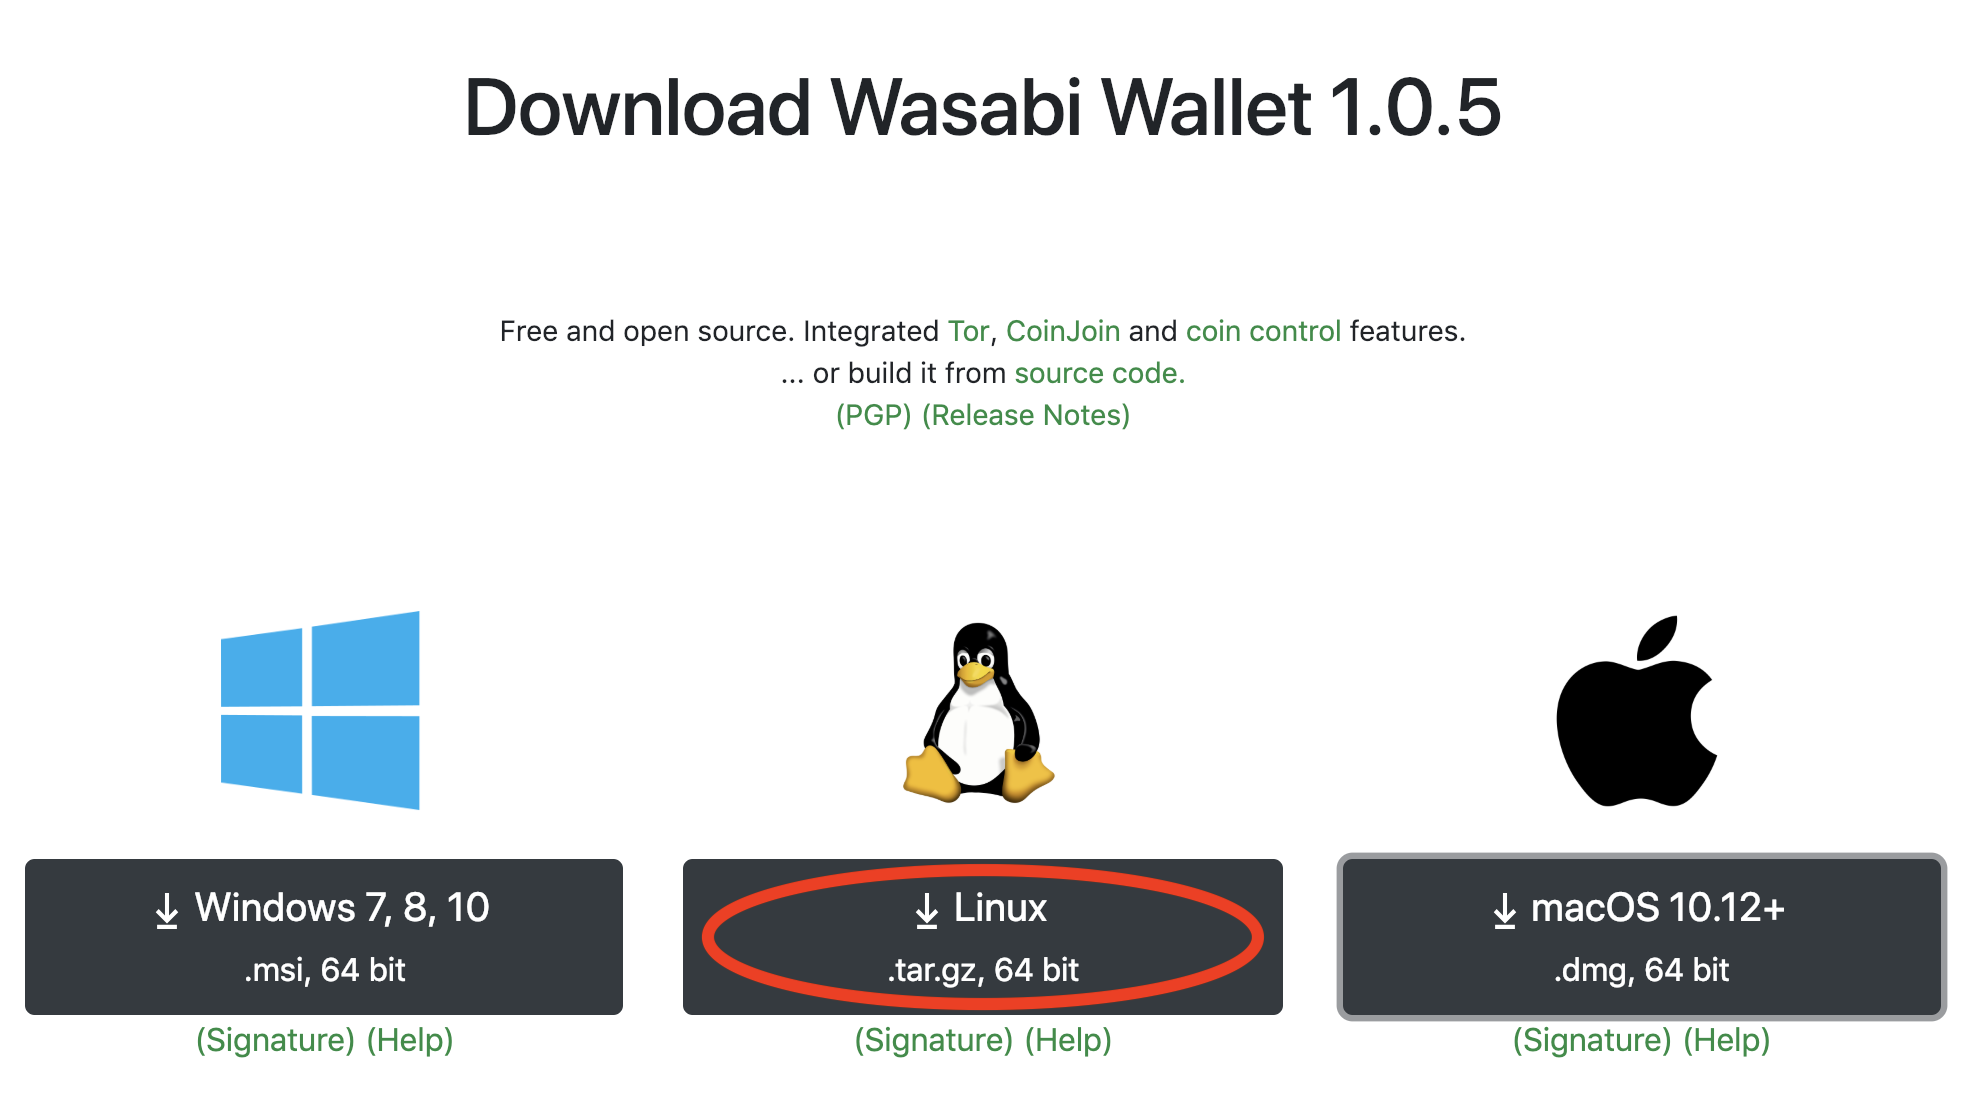 Download Wasabi Wallet 1.0.5
Free and open source. Integrated Tor, CoinJoin and coin control features.
... or build it from source code.
(PGP) (Release Notes)
Windows 7, 8, 10
.msi, 64 bit
(Signature) (Help)
Linux
.tar.gz, 64 bit
(Signature) (Help)
macOS 10.12+
.dmg, 64 bit
(Signature) (Help)